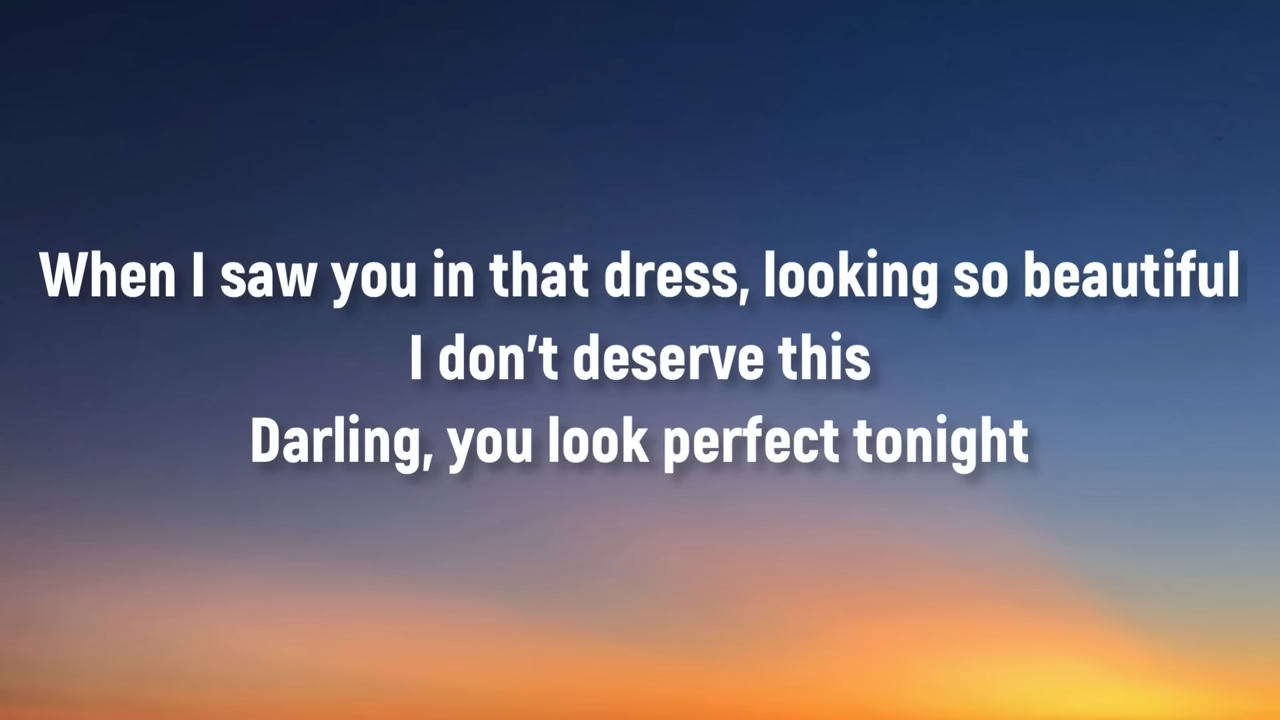 When I saw you in that dress, looking so beautiful
I don’t deserve this
Darling, you look perfect tonight